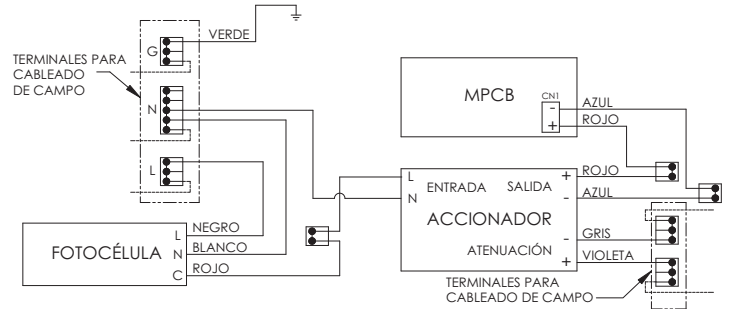 VERDE
G
TERMINALES PARA
CABLEADO
DE CAMPO
N
L
MPCB
CN1
-
+
AZUL
ROJO
L
N
ENTRADA
SALIDA
+
-
ROJO
AZUL
ACCIONADOR
ATENUACIÓN
-
+
GRIS
VIOLETA
FOTOCÉLULA
L
N
C
NEGRO
BLANCO
ROJO
TERMINALES PARA
CABLEADO DE CAMPO